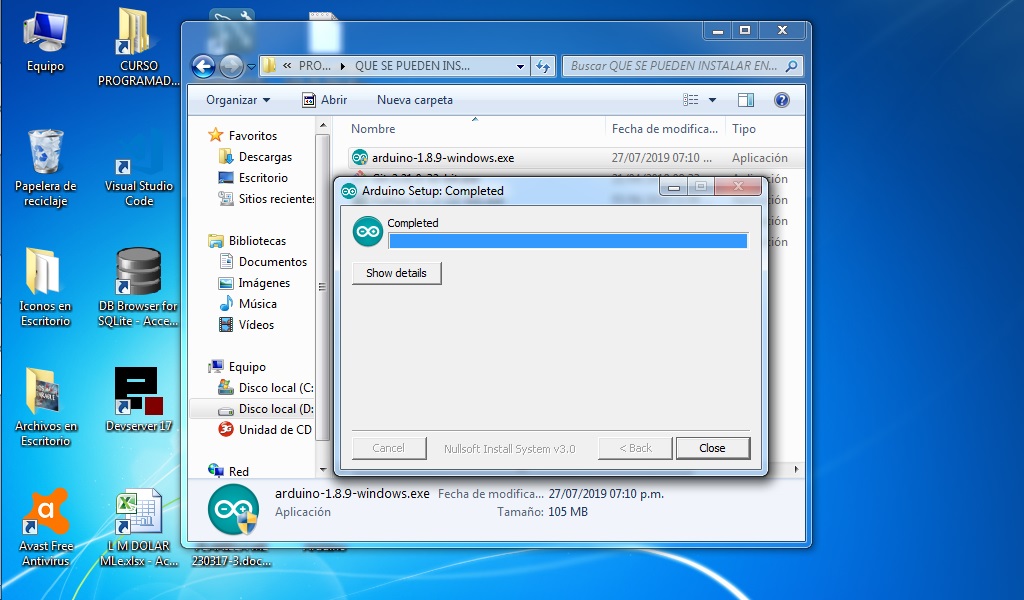 Equipo
CURSO
PROGRAMAD...
Papelera de
reciclaje
Visual Studio
Code
Iconos en
Escritorio
DB Browser for
SQLite - Acce...
Archivos en
Escritorio
Devserver 17
Avast Free
Antivirus
L M DOLAR
MLe.xlsx - Ac...
230317-3.doc...
« PRO... QUE SE PUEDEN INS...
Buscar QUE SE PUEDEN INSTALAR EN...
Organizar Abrir Nueva carpeta
Nombre Fecha de modifica... Tipo
Favoritos
Descargas
Escritorio
Sitios recientes
Bibliotecas
Documentos
Imágenes
Música
Vídeos
Equipo
Disco local (C:
Disco local (D:
Unidad de CD
Red
arduino-1.8.9-windows.exe 27/07/2019 07:10 ... Aplicación
Arduino Setup: Completed
Completed
Show details
Cancel Nullsoft Install System v3.0 < Back Close
arduino-1.8.9-windows.exe Fecha de modifica... 27/07/2019 07:10 p.m.
Aplicación Tamaño: 105 MB